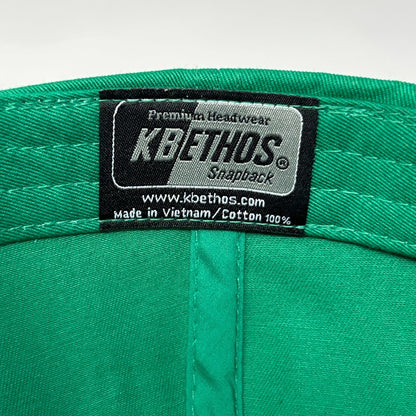 Premium Headwear
KBETHOS®
Snapback
www.kbethos.com
Made in Vietnam/Cotton 100%